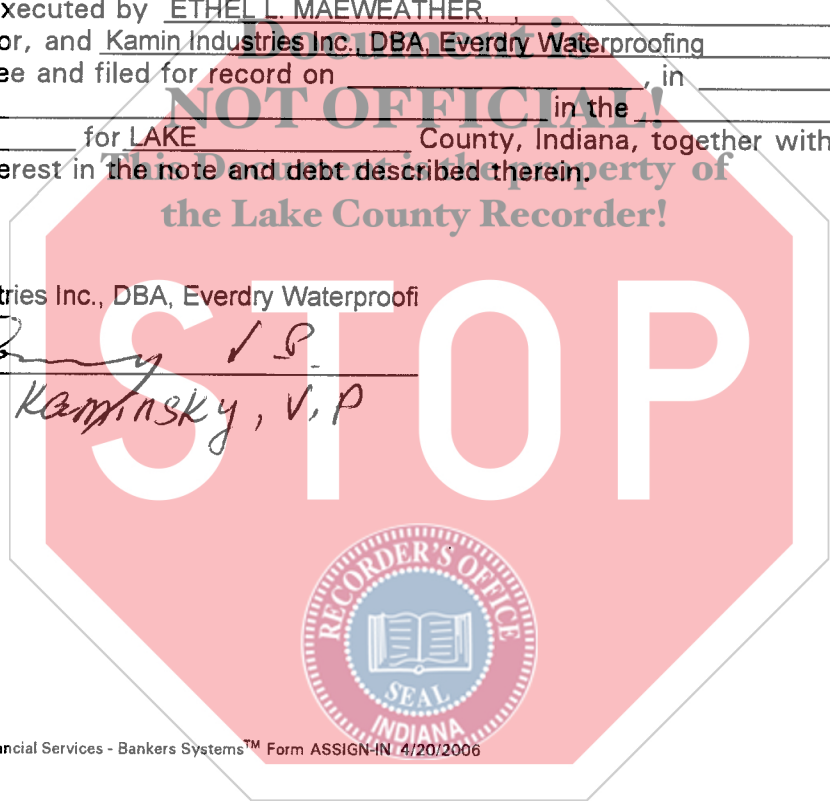 xecuted by ETHEL L. MAEWEATHER, ,
or, and Kamin Industries Inc., DBA, Everdry Waterproofing
Document is
ee and filed for record on , in
NOT OFFICIAL!
in the
for LAKE County, Indiana, together with
erest in the note and debt described therein.
This Document is the property of
the Lake County Recorder!
tries Inc., DBA, Everdry Waterproofi
V P.
Kaminsky, V.P
STOP
RECORDER'S OFFICE
SEAL
INDIANA
ancial Services - Bankers Systems™ Form ASSIGN-IN 4/20/2006